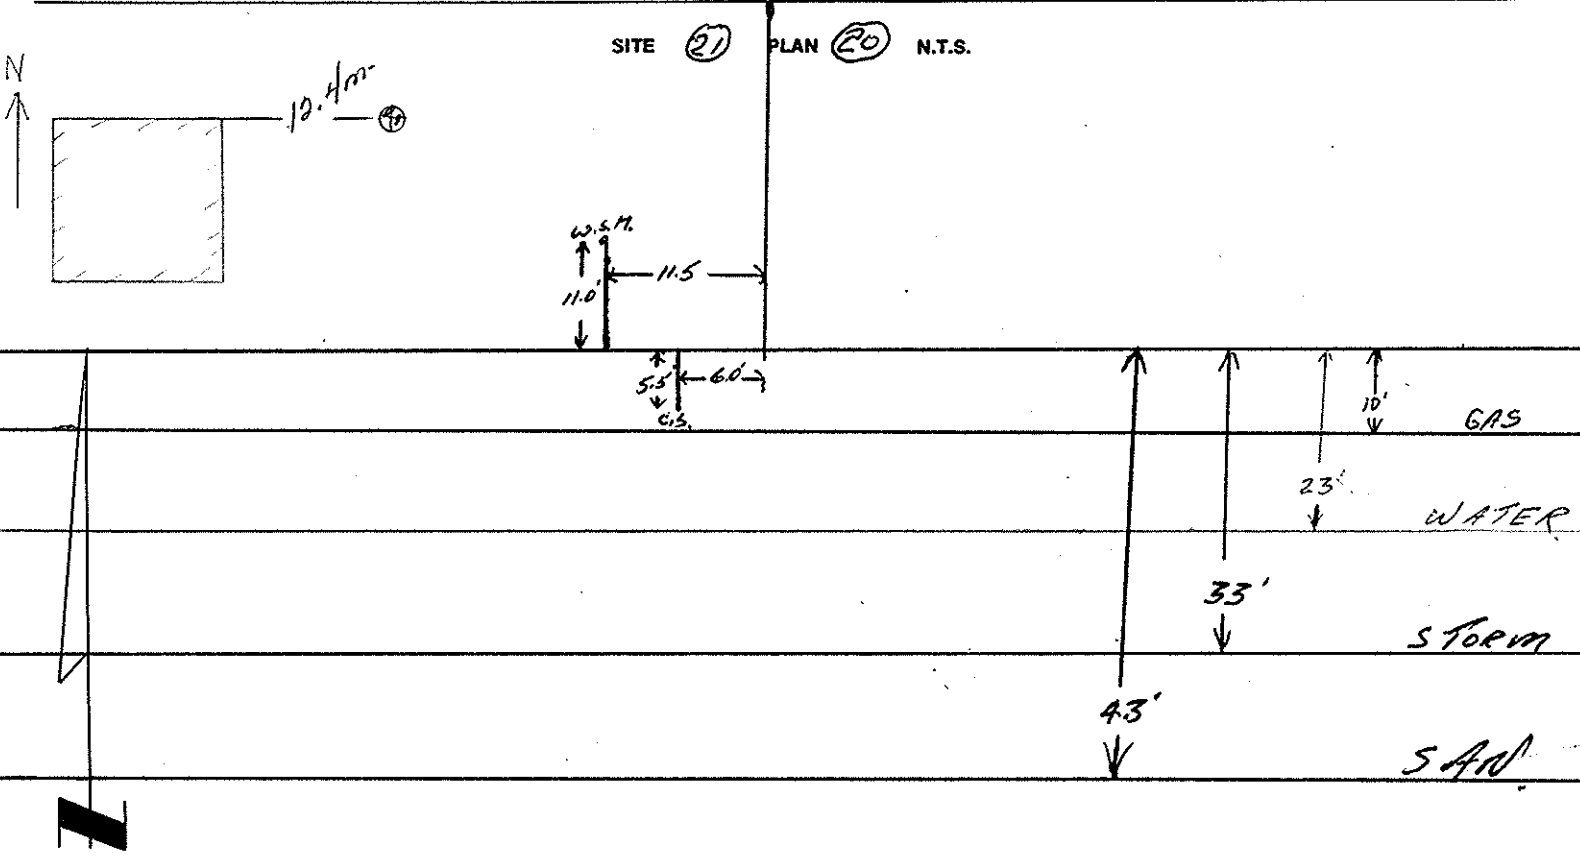 SITE 21 PLAN 20 N.T.S.
N
12.4m
W.S.M.
11.5
11.0'
5.5'
6.0'
C.S.
10'
GAS
23'
WATER
33'
STORM
43'
SAN
N